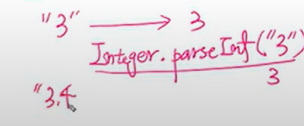 "3" → 3
Integer.parseInt("3")
3
"3.4